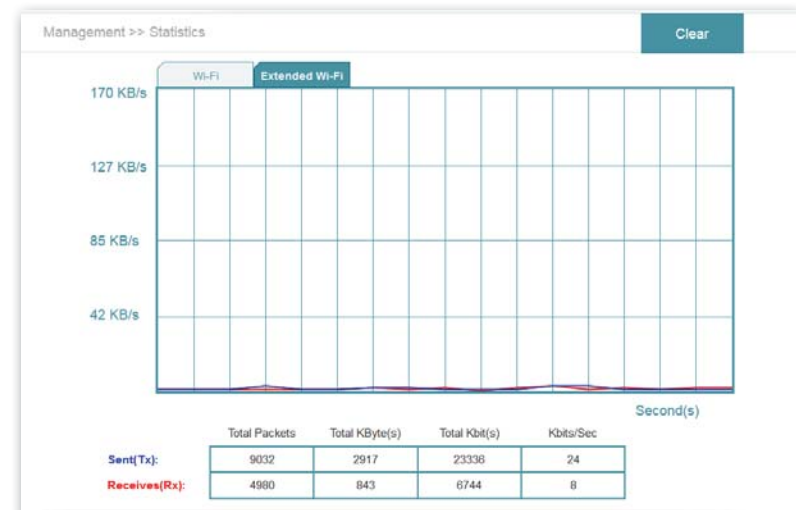 Management >> Statistics
Clear
Wi-Fi
Extended Wi-Fi
170 KB/s
127 KB/s
85 KB/s
42 KB/s
Second(s)
Total Packets Total KByte(s) Total Kbit(s) Kbits/Sec
Sent(Tx): 9032 2917 23336 24
Receives(Rx): 4980 843 6744 8